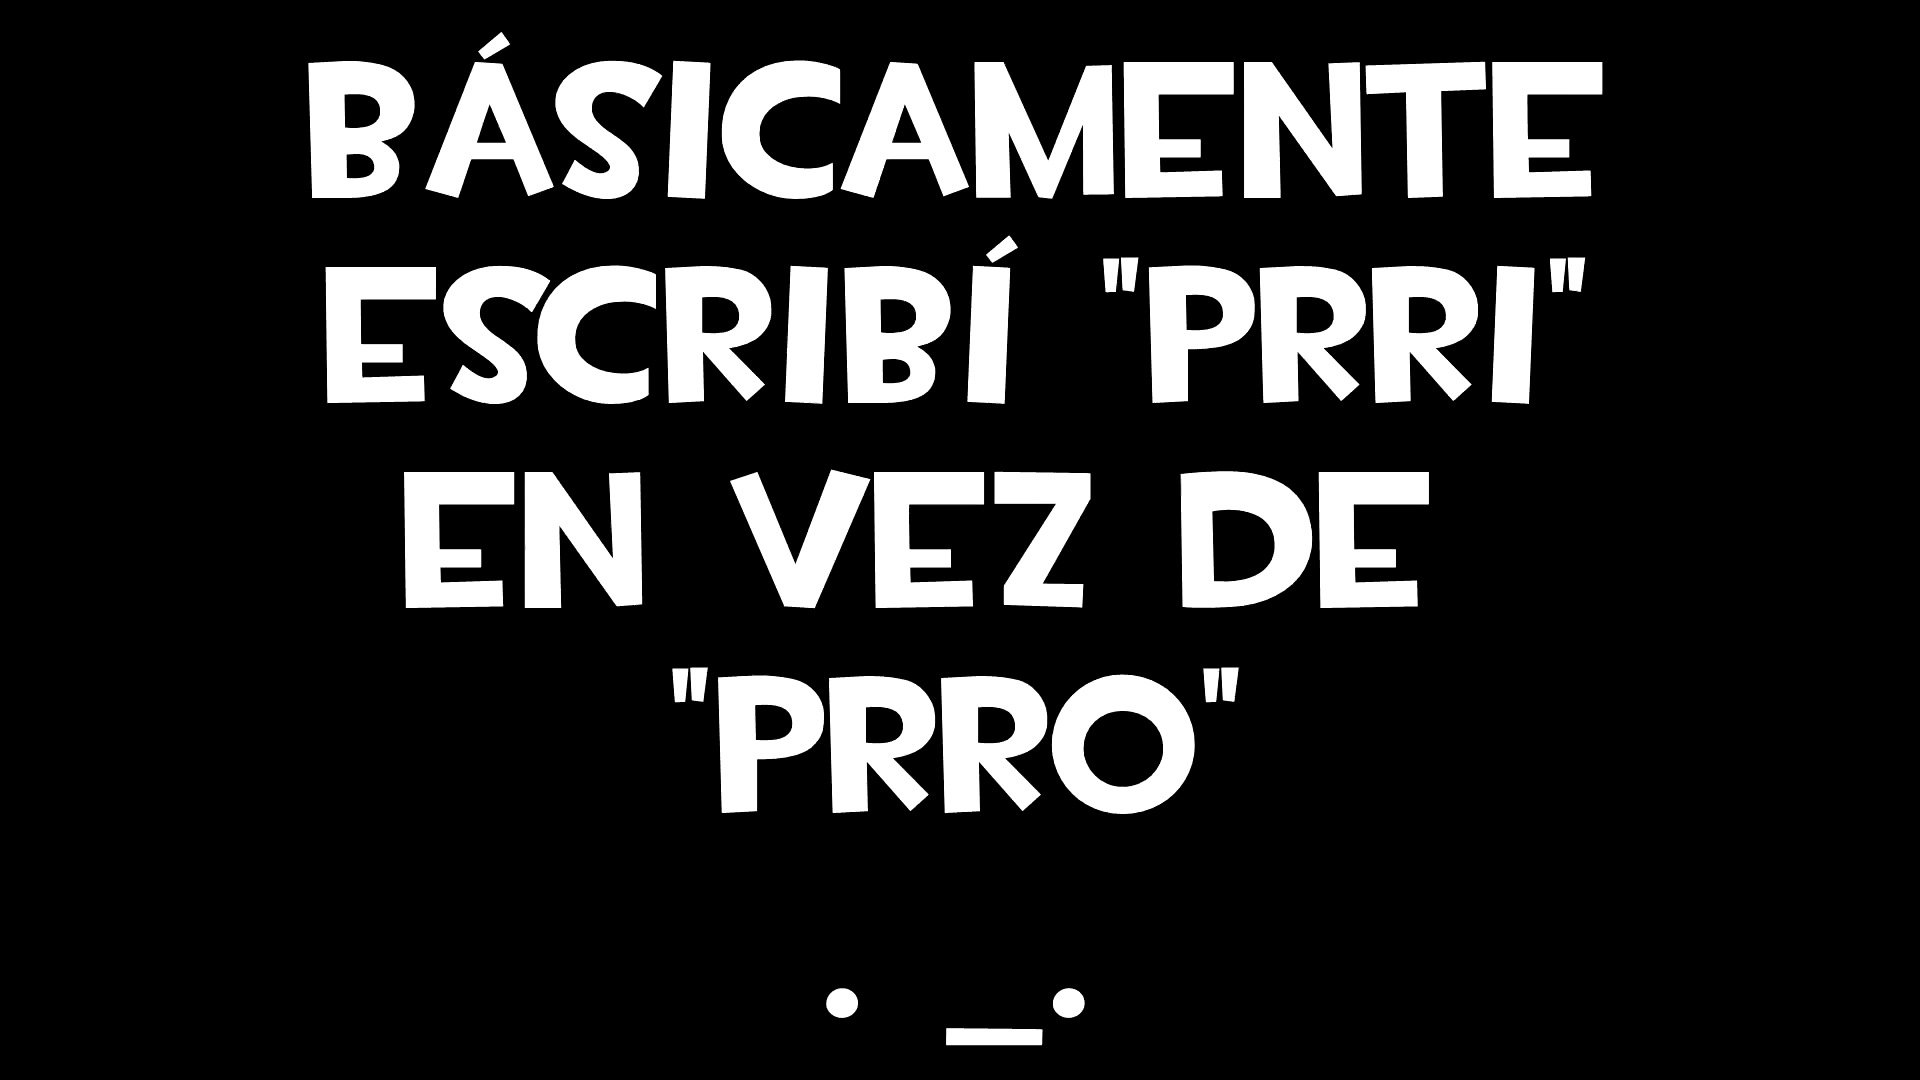 BÁSICAMENTE
ESCRIBÍ "PRRI"
EN VEZ DE
"PRRO"
. _.